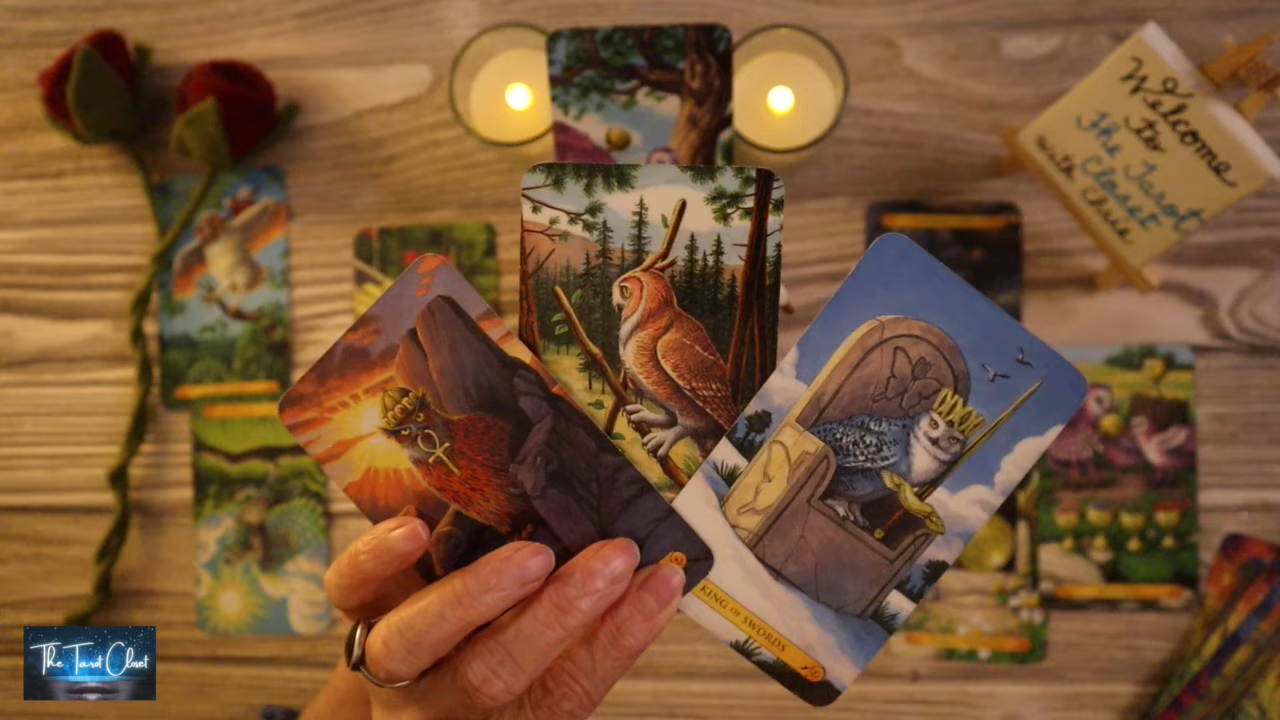 Welcome
To
The Tarot
Closet
With Chris
KING OF SWORDS
The Tarot Closet